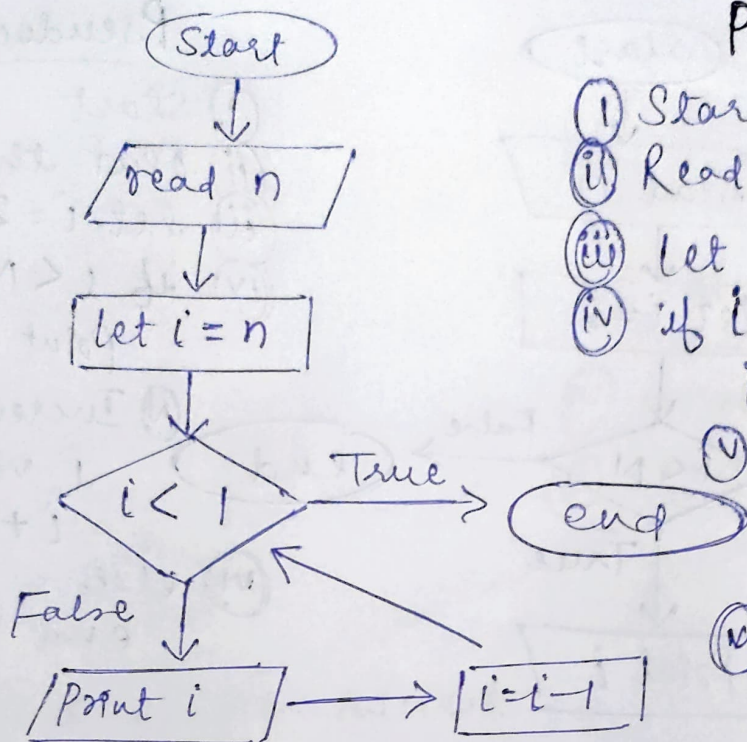 Start
read n
let i = n
i < 1
True
end
False
Print i
i=i-1
P
i Star
ii Read
iii let
iv if i
v